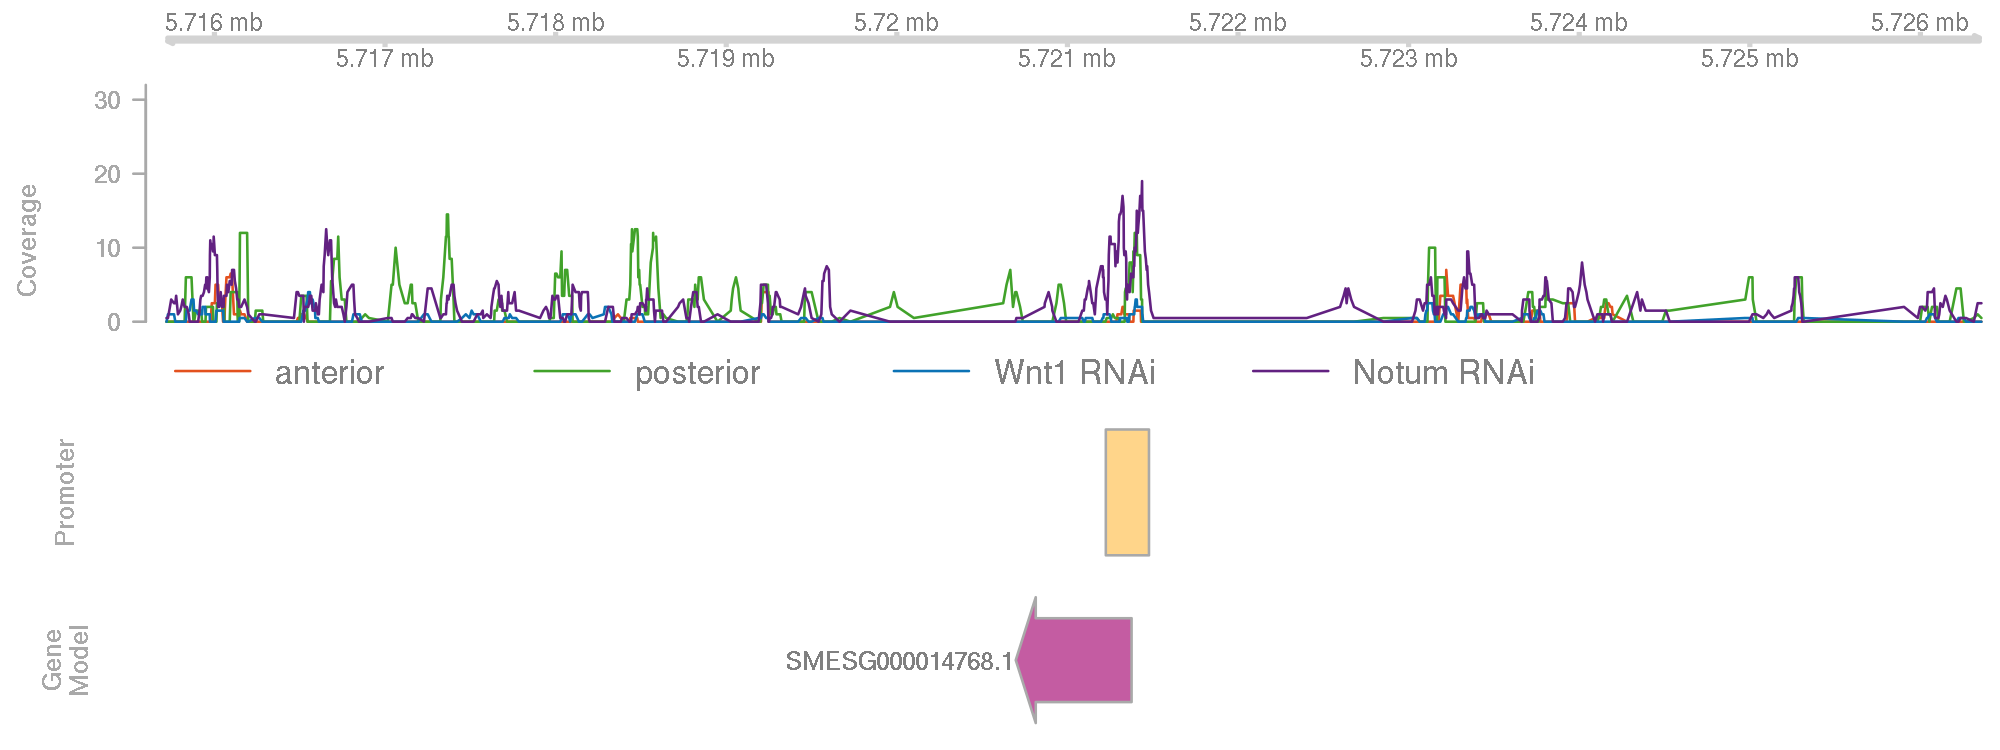 5.716 mb 5.718 mb 5.72 mb 5.722 mb 5.724 mb 5.726 mb
5.717 mb 5.719 mb 5.721 mb 5.723 mb 5.725 mb
30
20
10
0
Coverage
anterior posterior Wnt1 RNAi Notum RNAi
Promoter
SMESG000014768.1
Gene
Model